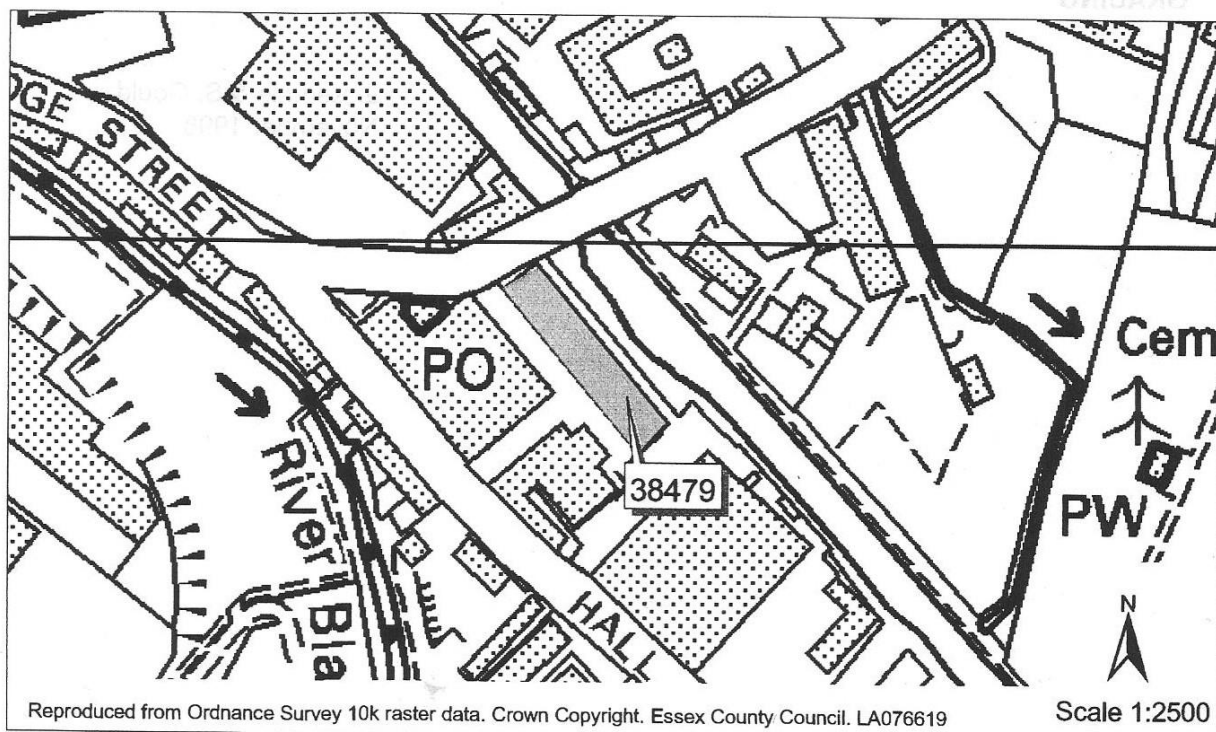 DGE STREET
PO
38479
Cem
PW
River
Bla
HALL
N
Reproduced from Ordnance Survey 10k raster data. Crown Copyright. Essex County Council. LA076619
Scale 1:2500